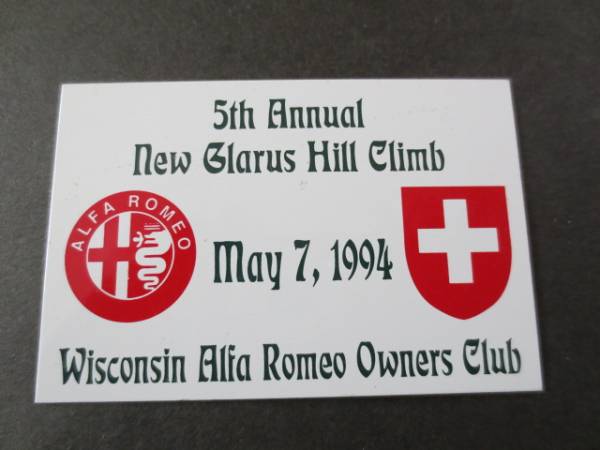 5th Annual
New Glarus Hill Climb
ALFA ROMEO
May 7, 1994
Wisconsin Alfa Romeo Owners Club